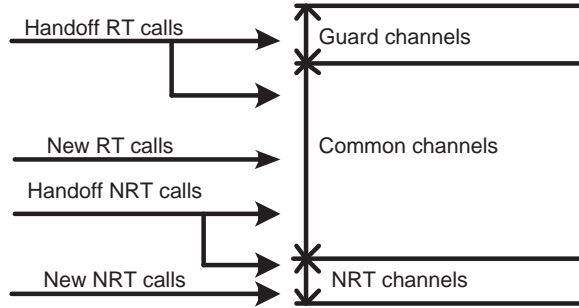 Handoff RT calls
Guard channels
New RT calls
Common channels
Handoff NRT calls
New NRT calls
NRT channels